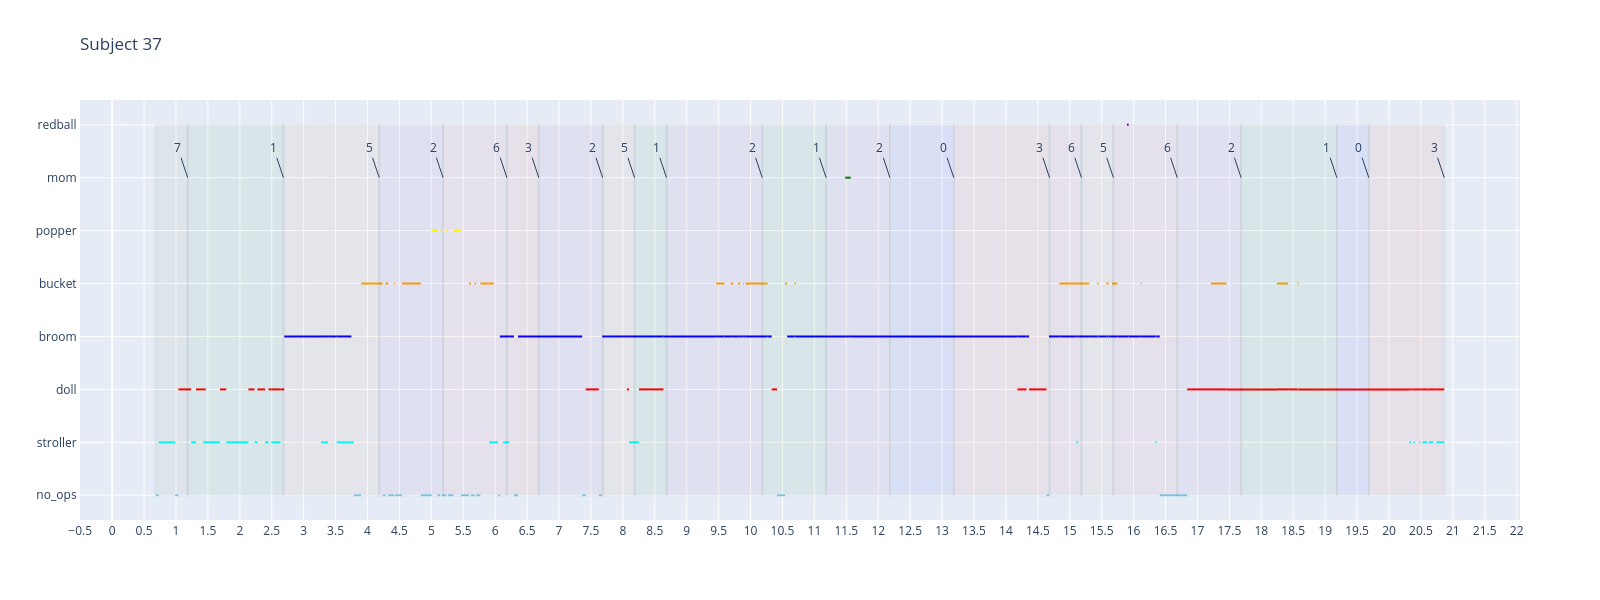 Subject 37
redball
7 1 5 2 6 3 2 5 1 2 1 2 0 3 6 5 6 2 1 0 3
mom
popper
bucket
broom
doll
stroller
no_ops
−0.5 0 0.5 1 1.5 2 2.5 3 3.5 4 4.5 5 5.5 6 6.5 7 7.5 8 8.5 9 9.5 10 10.5 11 11.5 12 12.5 13 13.5 14 14.5 15 15.5 16 16.5 17 17.5 18 18.5 19 19.5 20 20.5 21 21.5 22